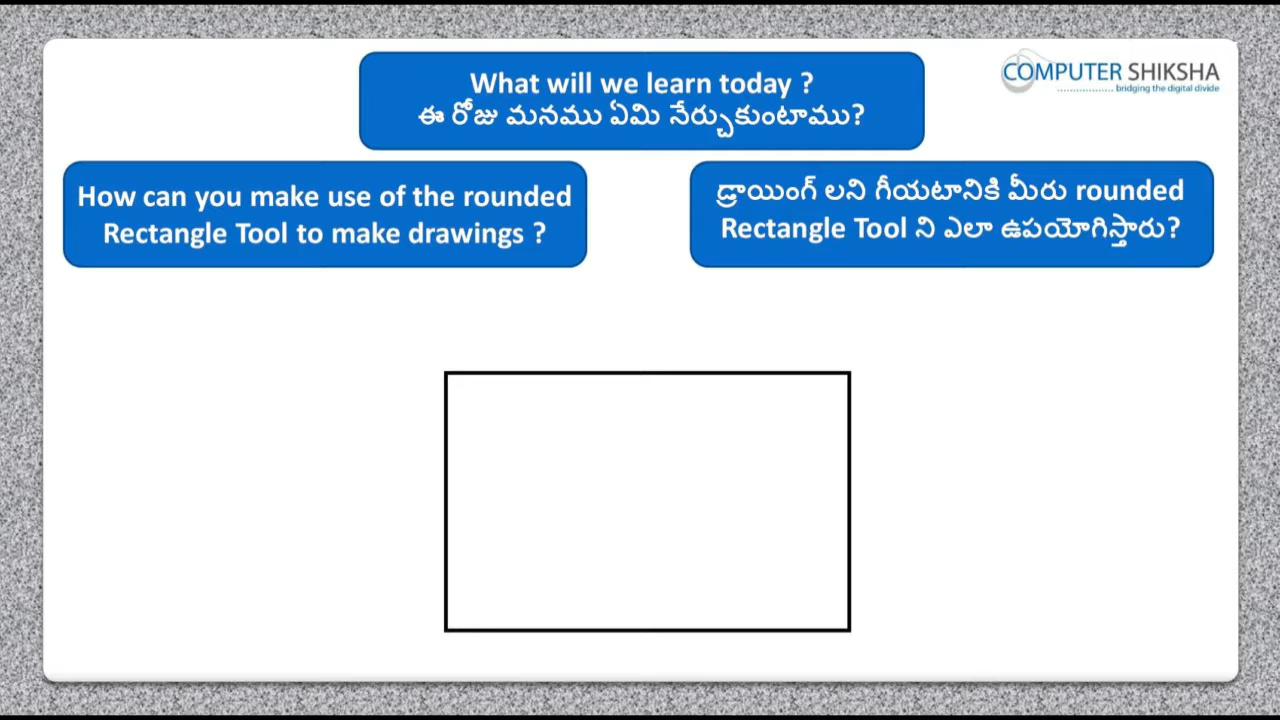 What will we learn today ?
ఈ రోజు మనము ఏమి నేర్చుకుంటాము?
COMPUTER SHIKSHA
bridging the digital divide
How can you make use of the rounded
Rectangle Tool to make drawings ?
డ్రాయింగ్ లని గీయటానికి మీరు rounded
Rectangle Tool ని ఎలా ఉపయోగిస్తారు?